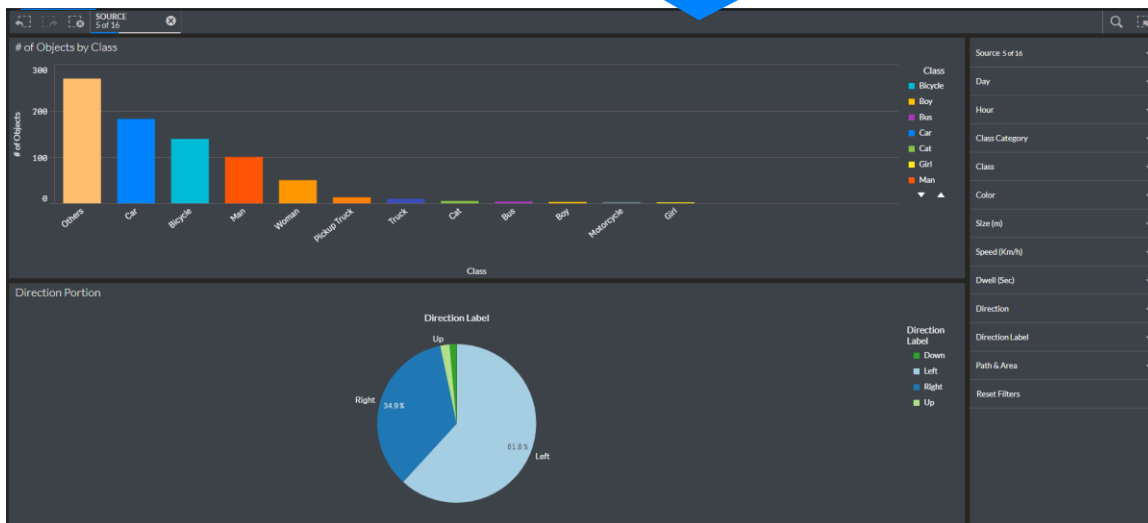 SOURCE
5 of 16
# of Objects by Class
300
200
100
0
# of Objects
Others
Car
Bicycle
Man
Woman
Pickup Truck
Truck
Cat
Bus
Boy
Motorcycle
Girl
Class
Class
Bicycle
Boy
Bus
Car
Cat
Girl
Man
Direction Portion
Direction Label
Up
Right
34.9%
61.8%
Left
Direction
Label
Down
Left
Right
Up
Source 5 of 16
Day
Hour
Class Category
Class
Color
Size (m)
Speed (Km/h)
Dwell (Sec)
Direction
Direction Label
Path & Area
Reset Filters